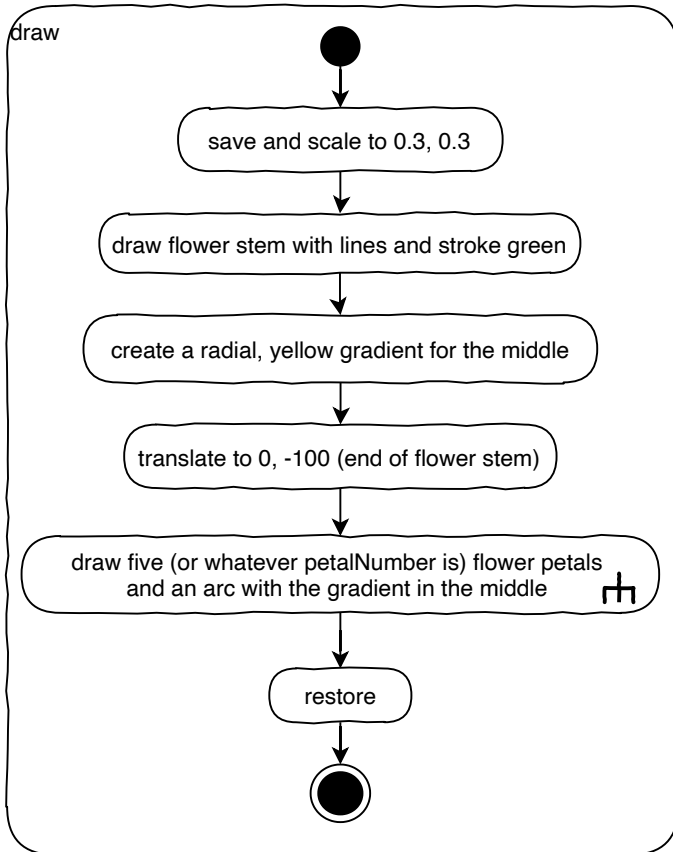 draw
save and scale to 0.3, 0.3
draw flower stem with lines and stroke green
create a radial, yellow gradient for the middle
translate to 0, -100 (end of flower stem)
draw five (or whatever petalNumber is) flower petals
and an arc with the gradient in the middle
restore